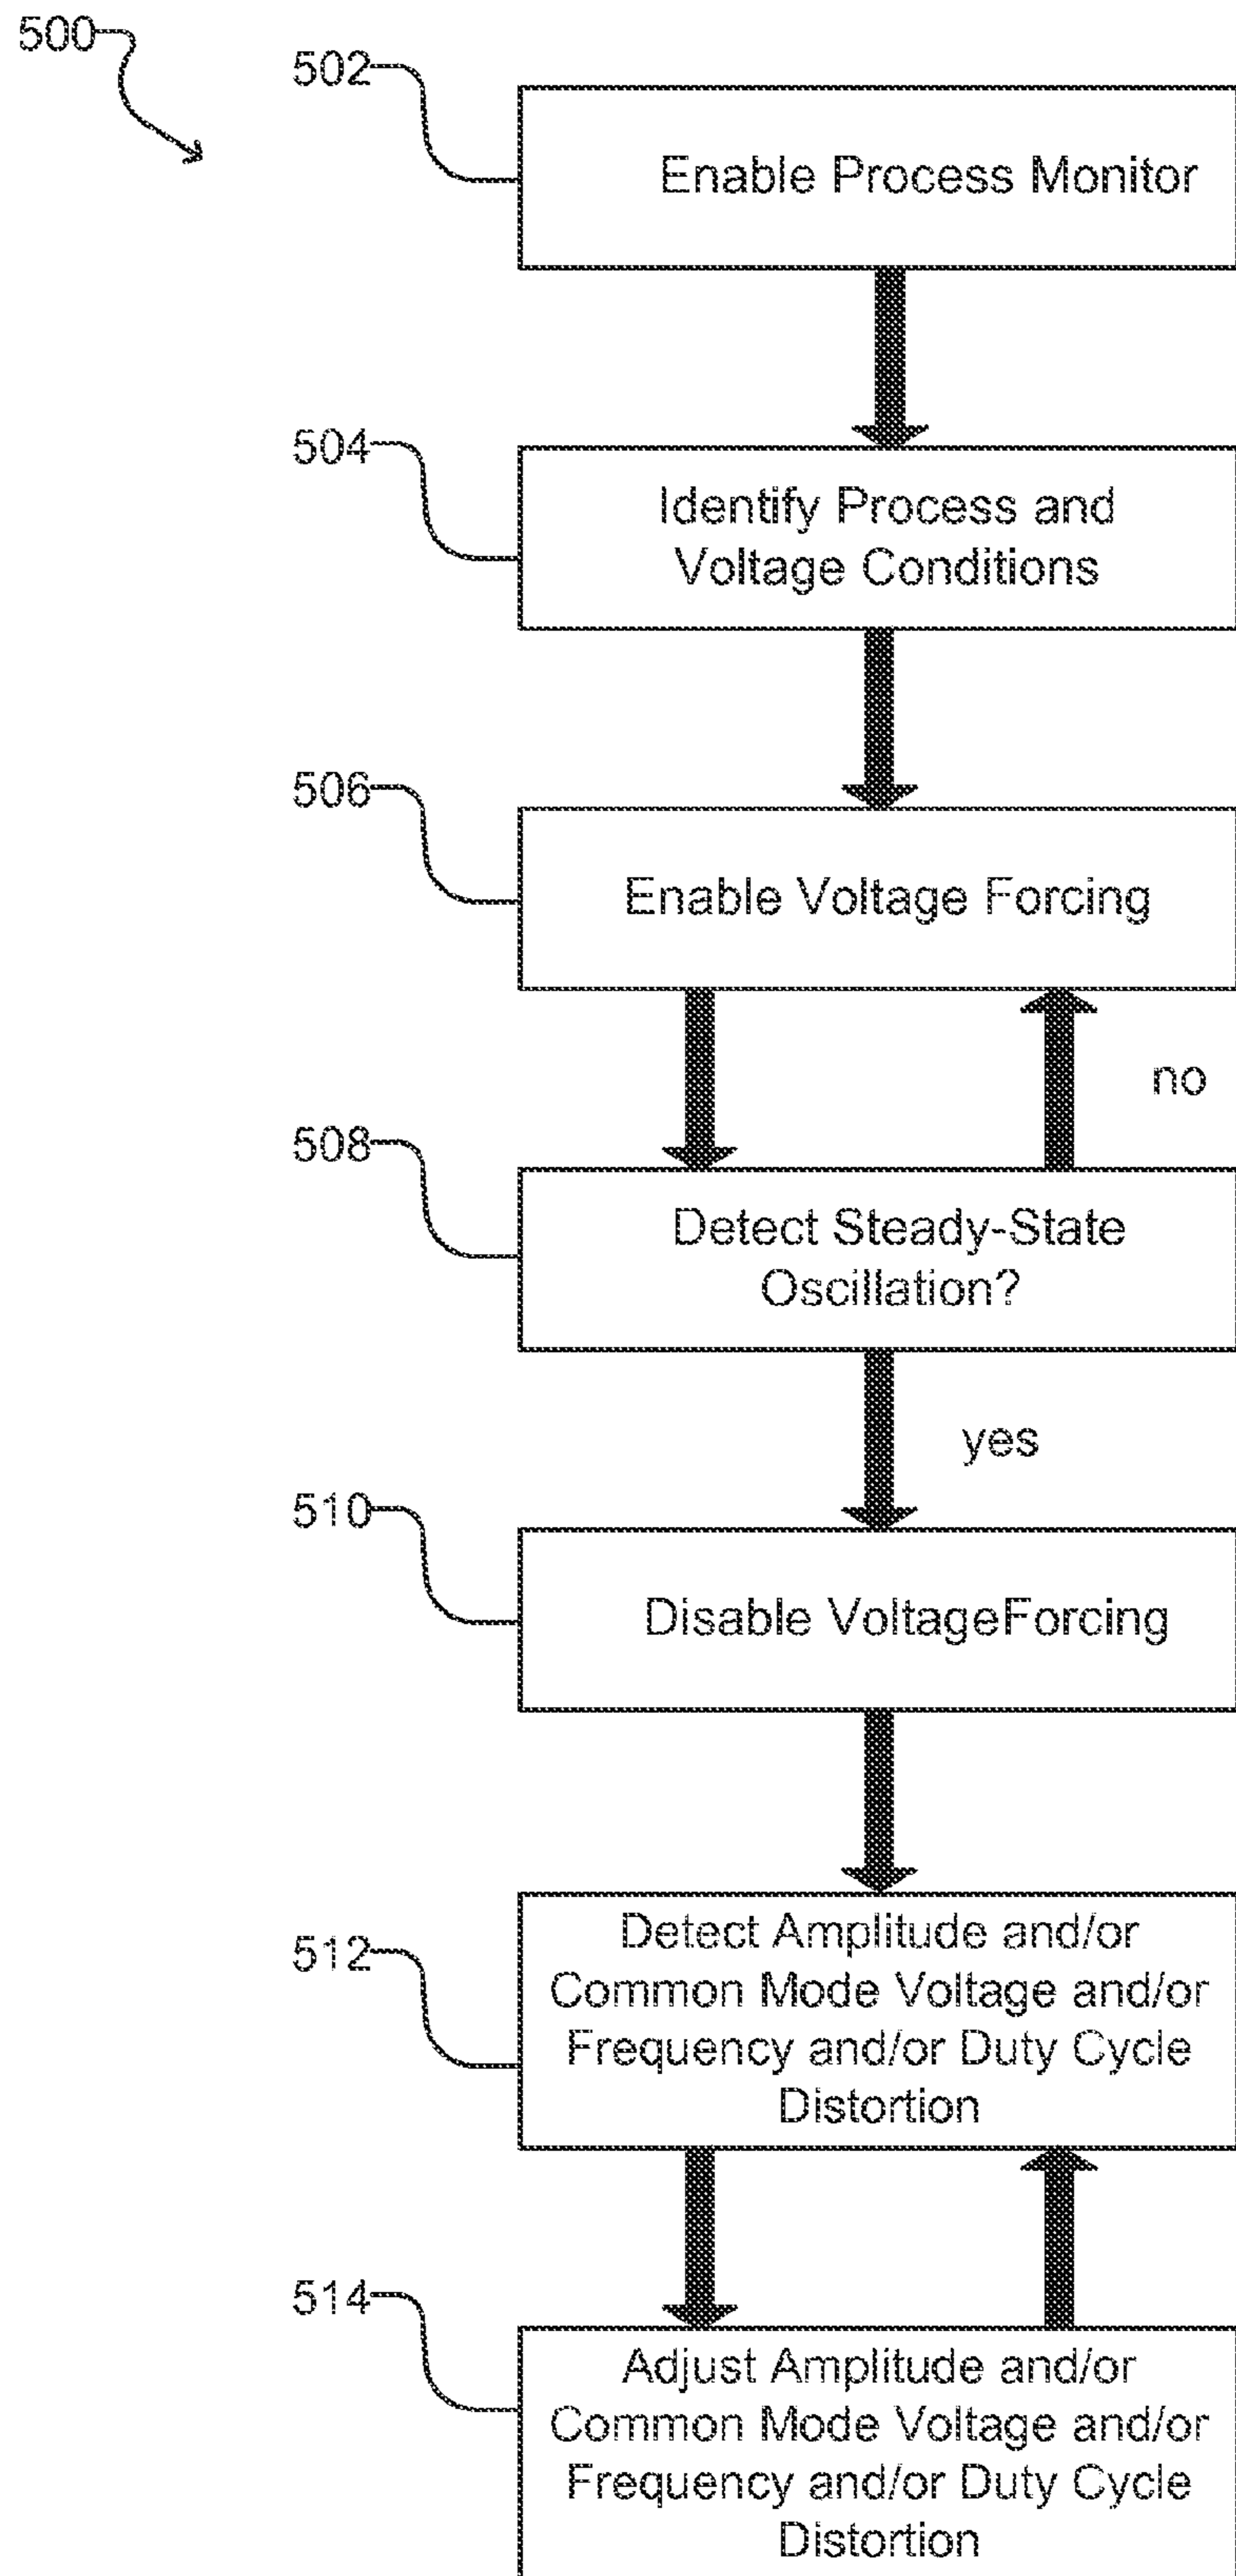 500
502
Enable Process Monitor
504
Identify Process and
Voltage Conditions
506
Enable Voltage Forcing
no
508
Detect Steady-State
Oscillation?
yes
510
Disable VoltageForcing
512
Detect Amplitude and/or
Common Mode Voltage and/or
Frequency and/or Duty Cycle
Distortion
514
Adjust Amplitude and/or
Common Mode Voltage and/or
Frequency and/or Duty Cycle
Distortion